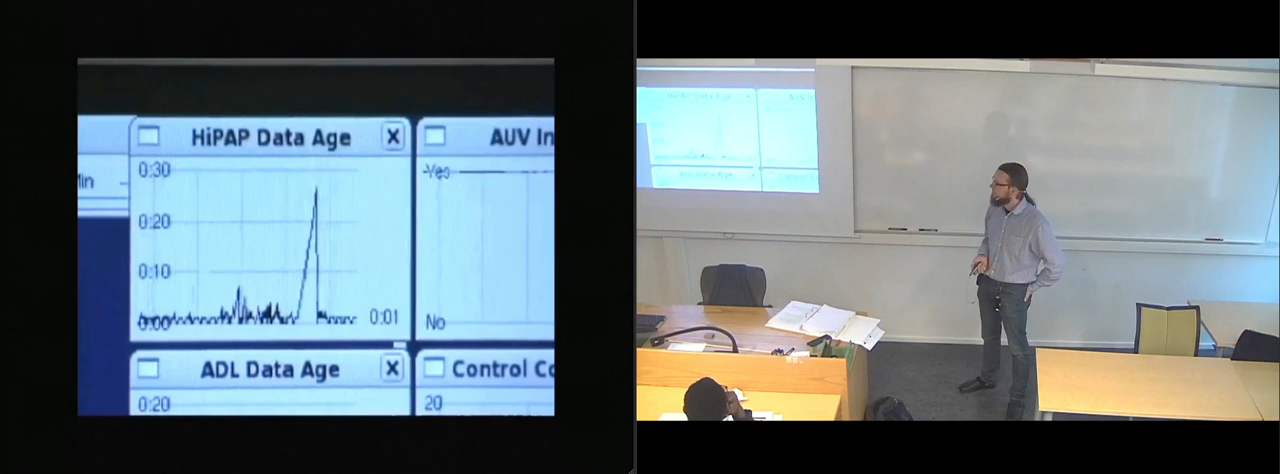 HiPAP Data Age
X
AUV In
in
0:30
0:20
0:10
0:00
0:01
Yes
No
ADL Data Age
X
Control Co
0:20
20